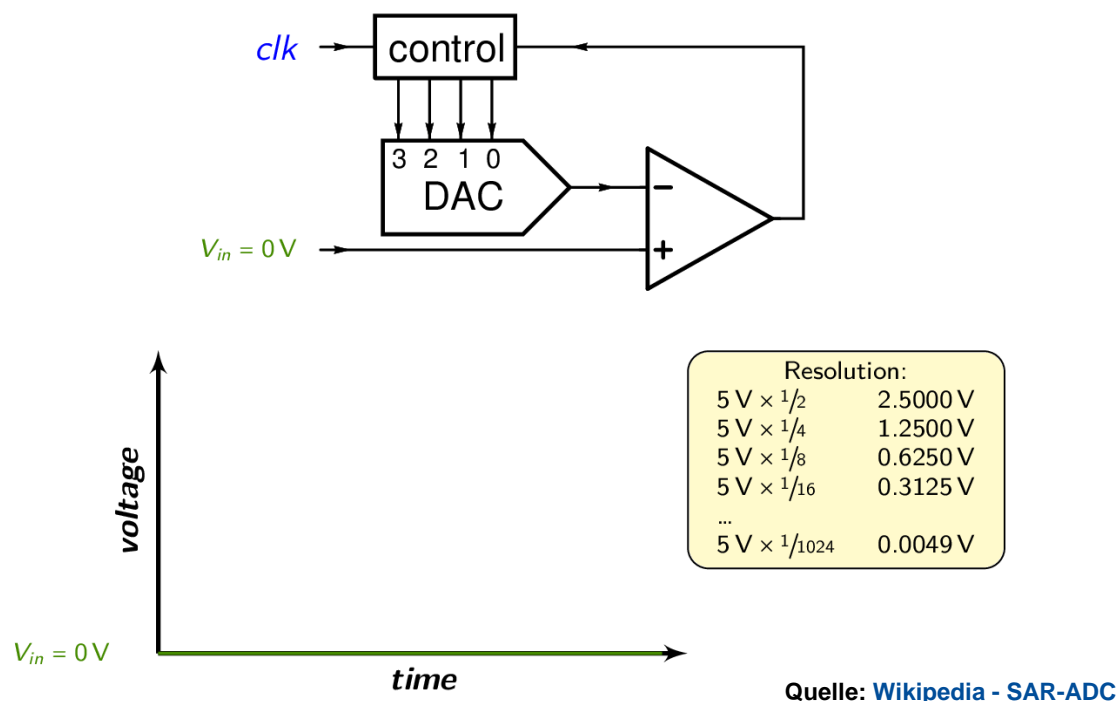 clk
control
3 2 1 0
DAC
−
V_in = 0 V
+
Resolution:
5 V × 1/2 2.5000 V
5 V × 1/4 1.2500 V
5 V × 1/8 0.6250 V
5 V × 1/16 0.3125 V
...
5 V × 1/1024 0.0049 V
voltage
V_in = 0 V
time
Quelle: Wikipedia - SAR-ADC